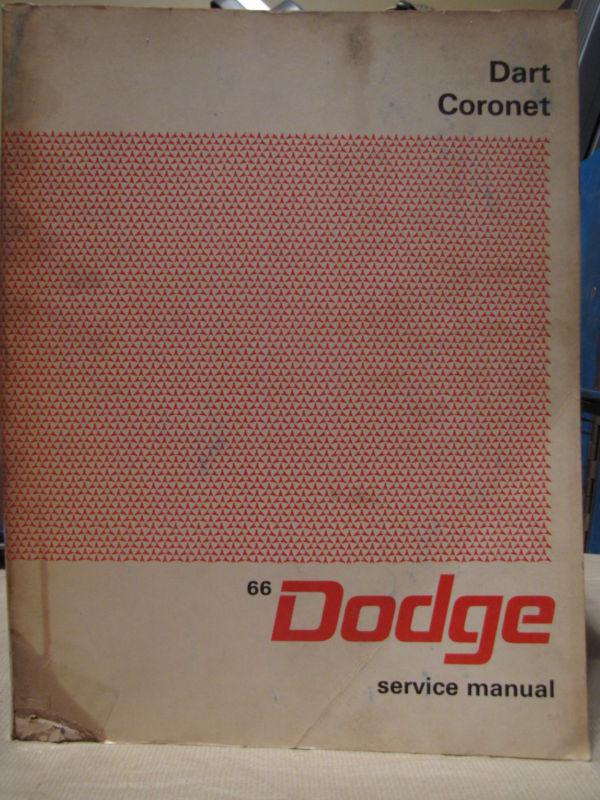 Dart
Coronet
66 Dodge
service manual